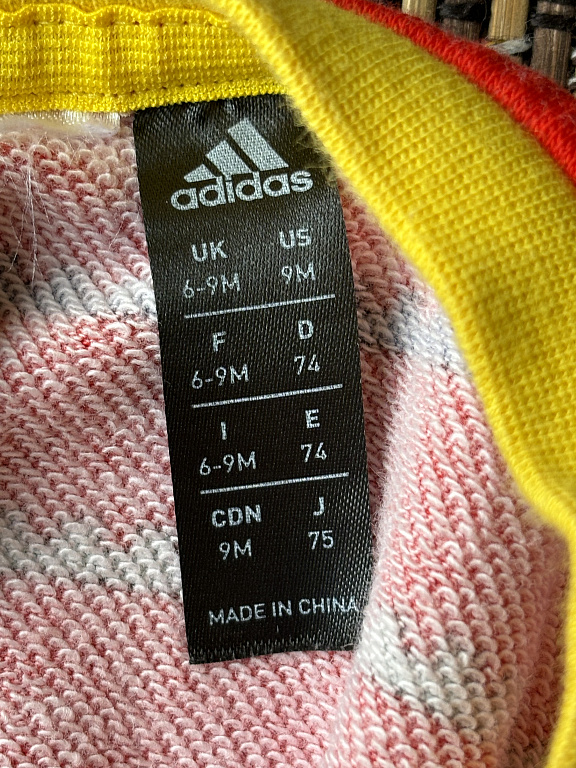 adidas
UK US
6-9M 9M
F D
6-9M 74
I E
6-9M 74
CDN J
9M 75
MADE IN CHINA